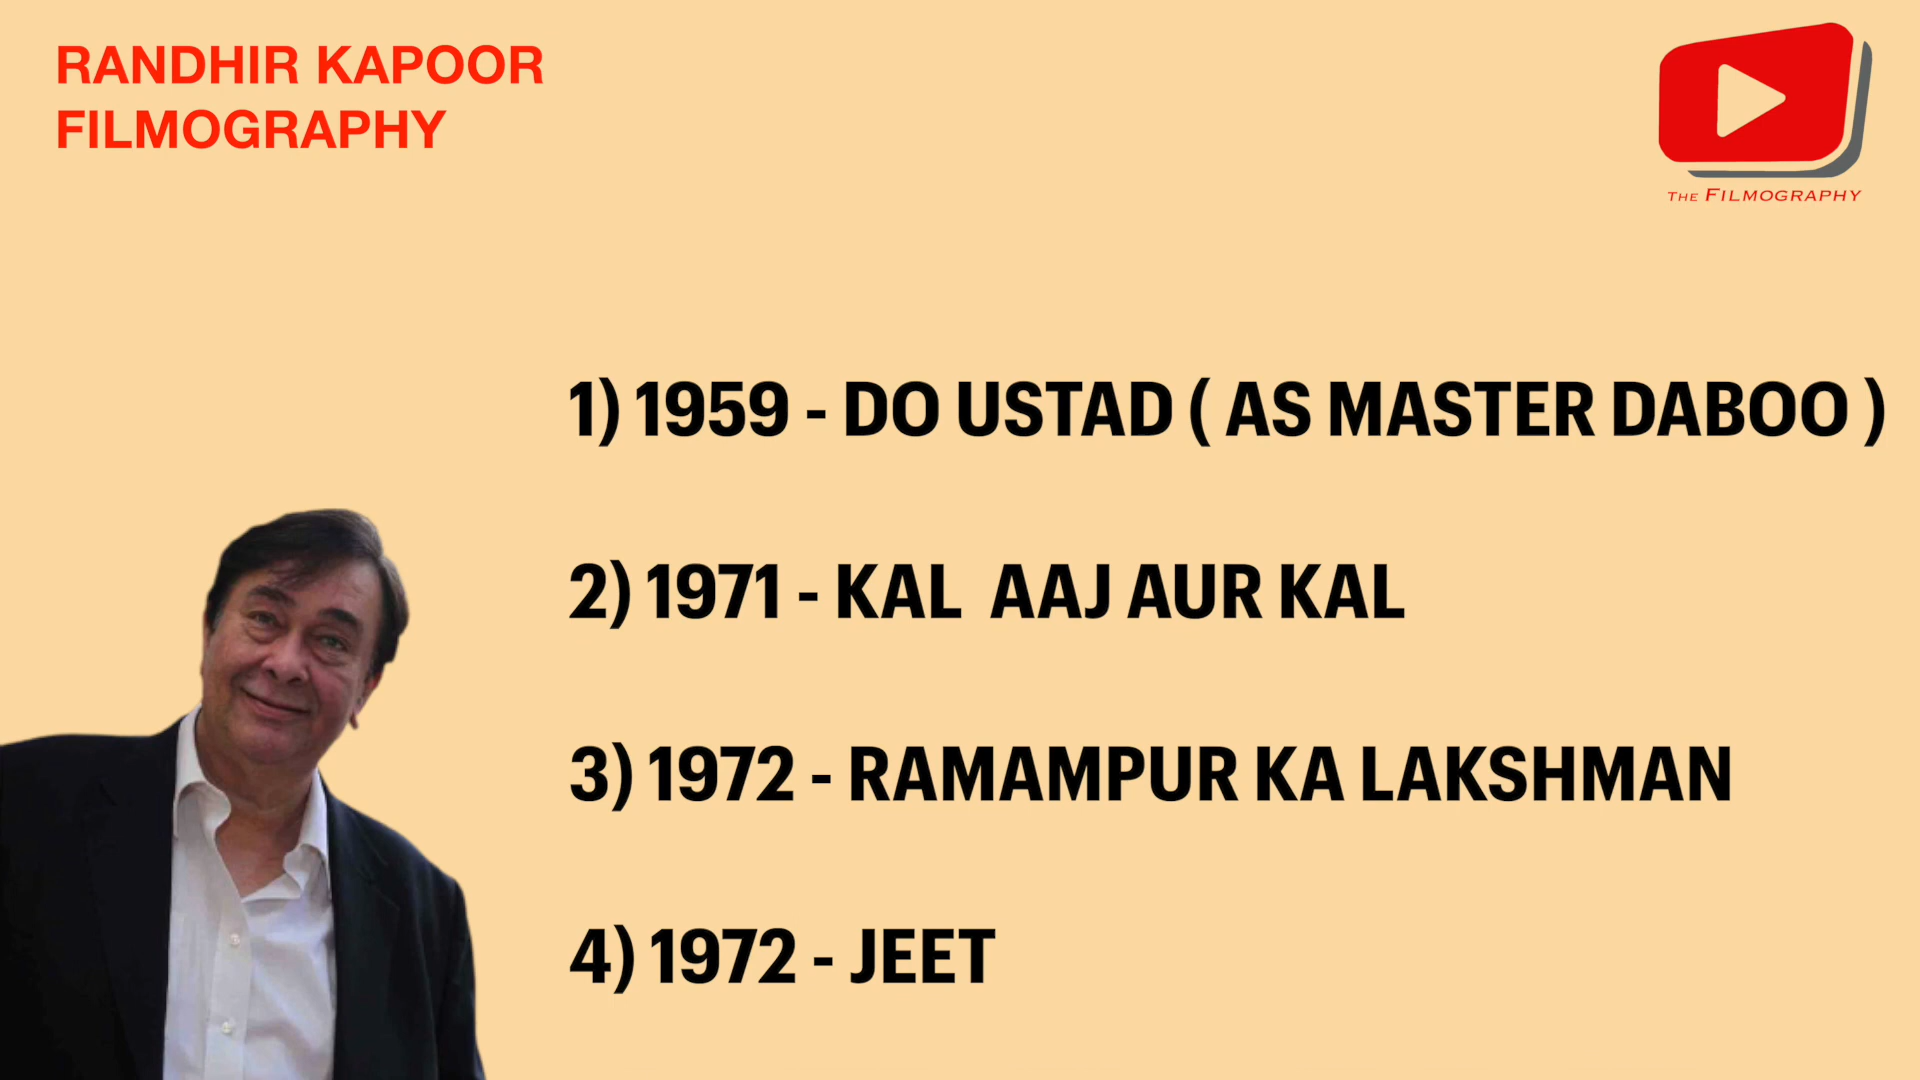 RANDHIR KAPOOR
FILMOGRAPHY
THE FILMOGRAPHY
1) 1959 - DO USTAD ( AS MASTER DABOO )
2) 1971 - KAL AAJ AUR KAL
3) 1972 - RAMAMPUR KA LAKSHMAN
4) 1972 - JEET